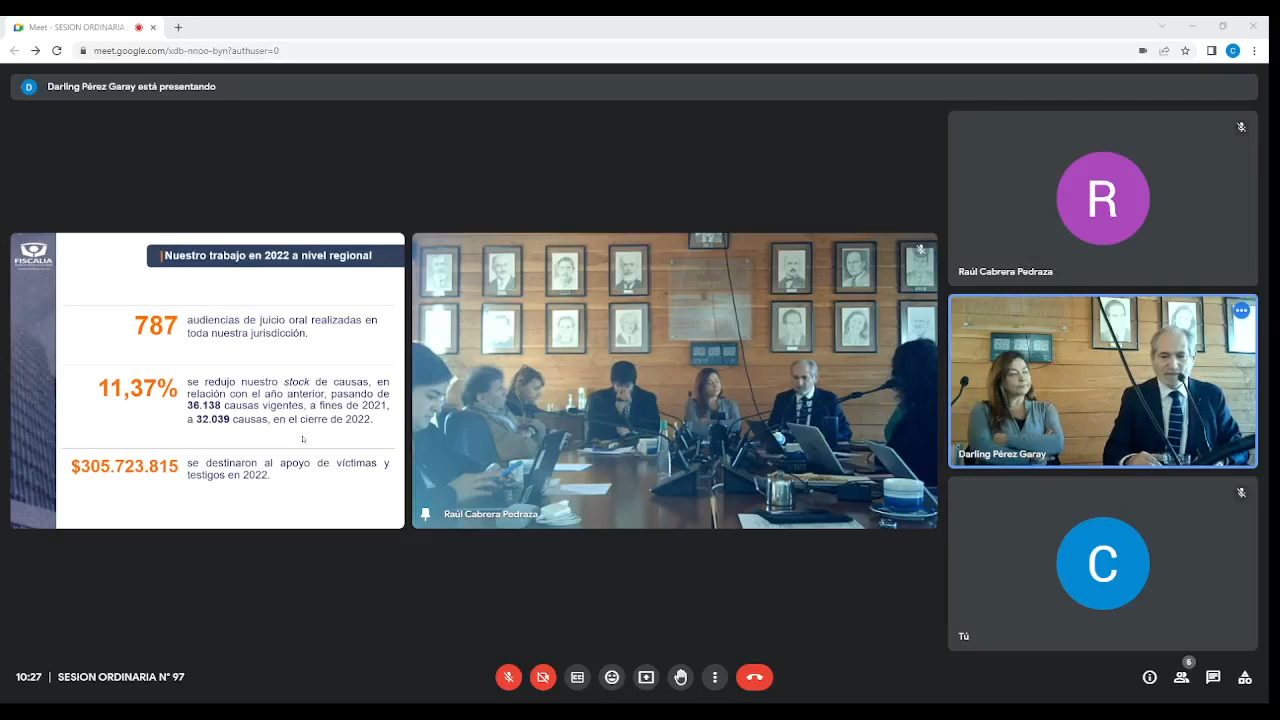 Meet - SESION ORDINARIA
meet.google.com/xdb-nnoo-byn?authuser=0
C
D
Darling Pérez Garay está presentando
FISCALIA
Nuestro trabajo en 2022 a nivel regional
787
audiencias de juicio oral realizadas en
toda nuestra jurisdicción.
11,37%
se redujo nuestro stock de causas, en
relación con el año anterior, pasando de
36.138 causas vigentes, a fines de 2021,
a 32.039 causas, en el cierre de 2022.
$305.723.815
se destinaron al apoyo de víctimas y
testigos en 2022.
Raúl Cabrera Pedraza
R
Raúl Cabrera Pedraza
Darling Pérez Garay
C
Tú
10:27 | SESION ORDINARIA N° 97